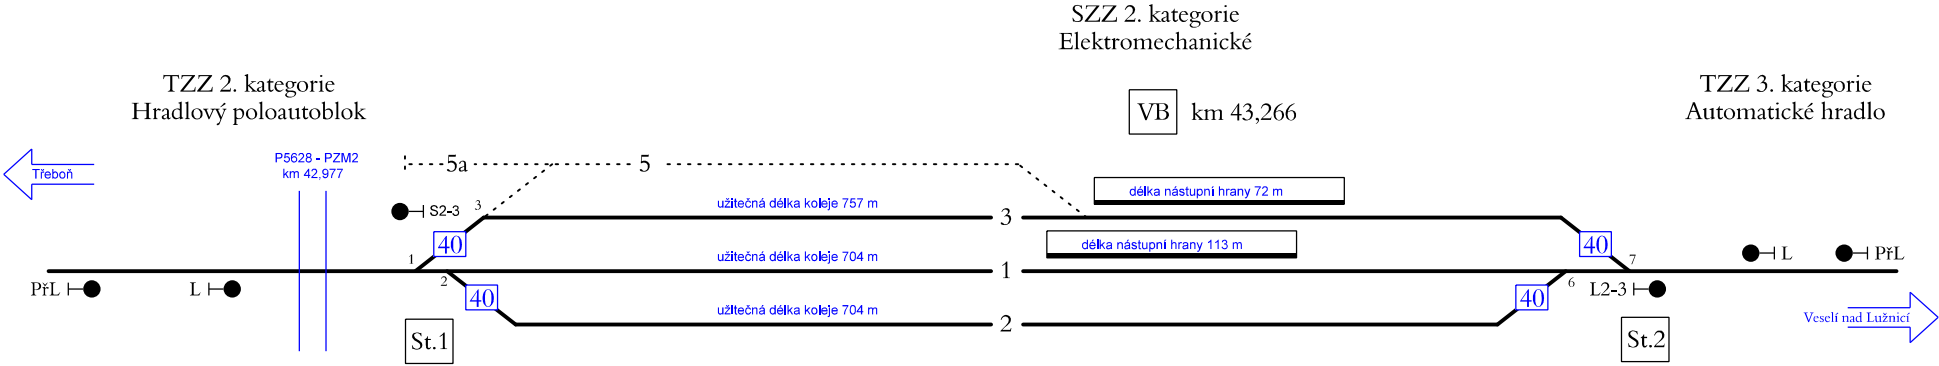 SZZ 2. kategorie
Elektromechanické
TZZ 2. kategorie
Hradlový poloautoblok
VB km 43,266
TZZ 3. kategorie
Automatické hradlo
Třeboň
P5628 - PZM2
km 42,977
5a 5
délka nástupní hrany 72 m
S2-3
3
užitečná délka koleje 757 m
3
40
délka nástupní hrany 113 m
40
1
užitečná délka koleje 704 m
1
7
L
PřL
PřL
L
2
40
užitečná délka koleje 704 m
2
40
6
L2-3
Veselí nad Lužnicí
St.1
St.2